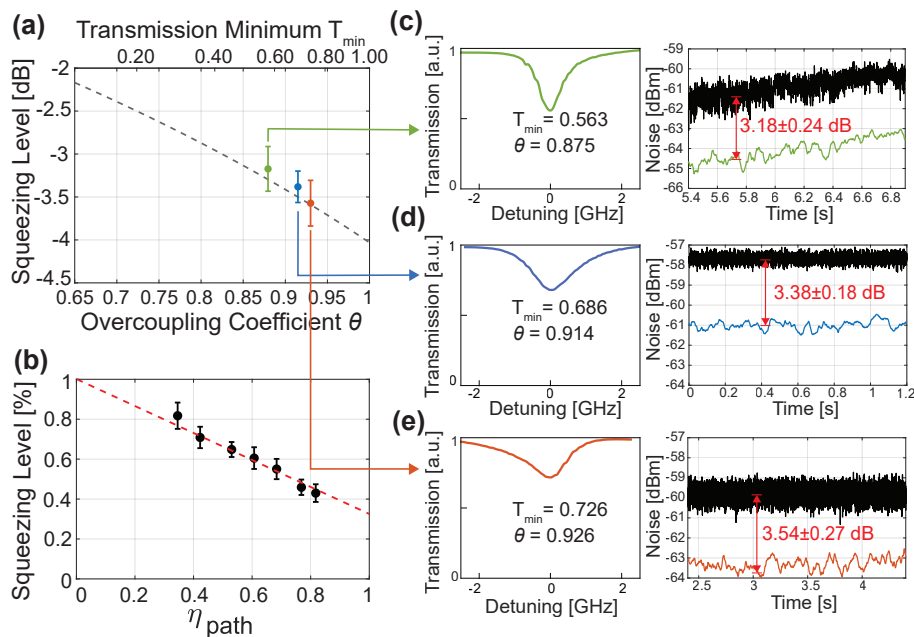 (a)
Transmission Minimum T_min
0.20 0.40 0.60 0.80 1.00
Squeezing Level [dB]
-2
-2.5
-3
-3.5
-4
-4.5
0.65 0.7 0.75 0.8 0.85 0.9 0.95 1
Overcoupling Coefficient θ
(b)
Squeezing Level [%]
1
0.8
0.6
0.4
0.2
0
0 0.2 0.4 0.6 0.8 1
η_path
(c)
Transmission [a.u.]
1
0
T_min = 0.563
θ = 0.875
-2 0 2
Detuning [GHz]
Noise [dBm]
-59
-60
-61
-62
-63
-64
-65
-66
3.18±0.24 dB
5.4 5.6 5.8 6 6.2 6.4 6.6 6.8
Time [s]
(d)
Transmission [a.u.]
1
0
T_min = 0.686
θ = 0.914
-2 0 2
Detuning [GHz]
Noise [dBm]
-57
-58
-59
-60
-61
-62
-63
-64
3.38±0.18 dB
0 0.2 0.4 0.6 0.8 1 1.2
Time [s]
(e)
Transmission [a.u.]
1
0
T_min = 0.726
θ = 0.926
-2 0 2
Detuning [GHz]
Noise [dBm]
-57
-58
-59
-60
-61
-62
-63
-64
3.54±0.27 dB
2.5 3 3.5 4
Time [s]